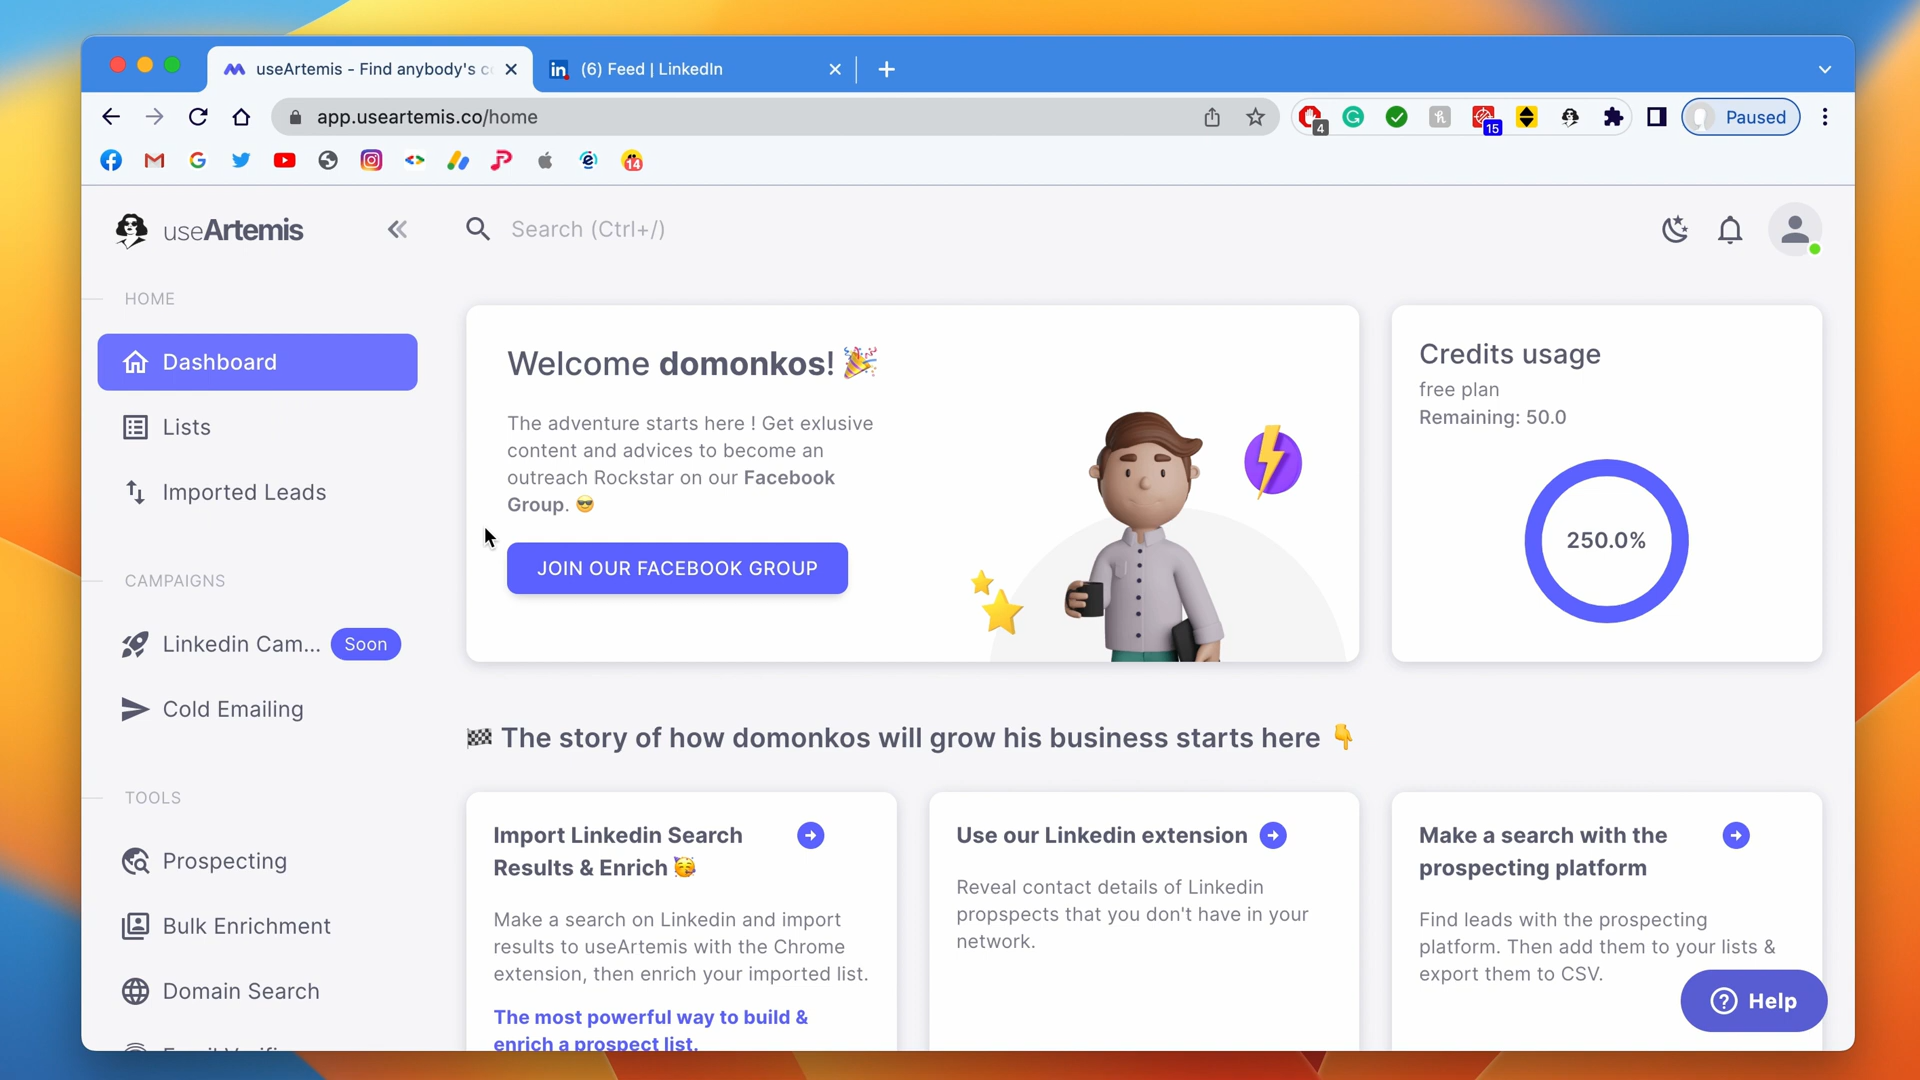 useArtemis - Find anybody's c
(6) Feed | LinkedIn
app.useartemis.co/home
4
15
Paused
14
useArtemis
Search (Ctrl+/)
HOME
Dashboard
Lists
Imported Leads
CAMPAIGNS
Linkedin Cam... Soon
Cold Emailing
TOOLS
Prospecting
Bulk Enrichment
Domain Search
Welcome domonkos! 🎉
The adventure starts here ! Get exlusive
content and advices to become an
outreach Rockstar on our Facebook
Group. 😎
JOIN OUR FACEBOOK GROUP
Credits usage
free plan
Remaining: 50.0
250.0%
🏁 The story of how domonkos will grow his business starts here 👇
Import Linkedin Search
Results & Enrich 🥳
Make a search on Linkedin and import
results to useArtemis with the Chrome
extension, then enrich your imported list.
The most powerful way to build &
enrich a prospect list.
Use our Linkedin extension
Reveal contact details of Linkedin
propspects that you don't have in your
network.
Make a search with the
prospecting platform
Find leads with the prospecting
platform. Then add them to your lists &
export them to CSV.
Help